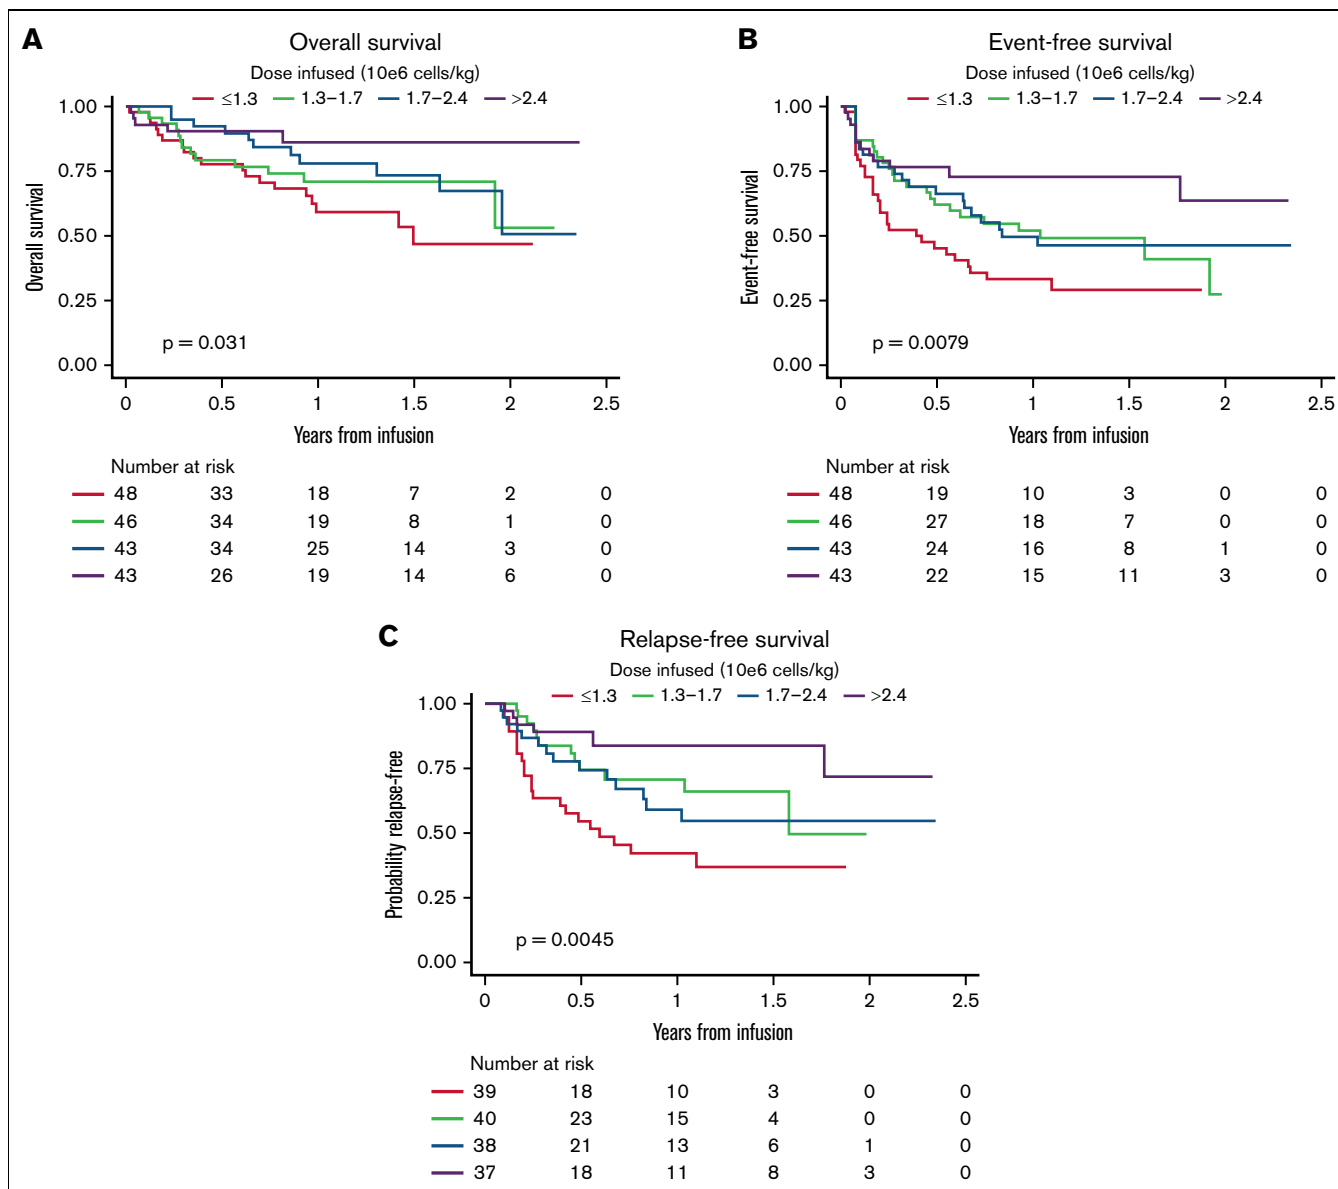 A
Overall survival
Dose infused (10e6 cells/kg)
≤1.3 1.3–1.7 1.7–2.4 >2.4
Overall survival
1.00
0.75
0.50
0.25
0.00
p = 0.031
0 0.5 1 1.5 2 2.5
Years from infusion
Number at risk
48 33 18 7 2 0
46 34 19 8 1 0
43 34 25 14 3 0
43 26 19 14 6 0
B
Event-free survival
Dose infused (10e6 cells/kg)
≤1.3 1.3–1.7 1.7–2.4 >2.4
Event-free survival
1.00
0.75
0.50
0.25
0.00
p = 0.0079
0 0.5 1 1.5 2 2.5
Years from infusion
Number at risk
48 19 10 3 0 0
46 27 18 7 0 0
43 24 16 8 1 0
43 22 15 11 3 0
C
Relapse-free survival
Dose infused (10e6 cells/kg)
≤1.3 1.3–1.7 1.7–2.4 >2.4
Probability relapse-free
1.00
0.75
0.50
0.25
0.00
p = 0.0045
0 0.5 1 1.5 2 2.5
Years from infusion
Number at risk
39 18 10 3 0 0
40 23 15 4 0 0
38 21 13 6 1 0
37 18 11 8 3 0